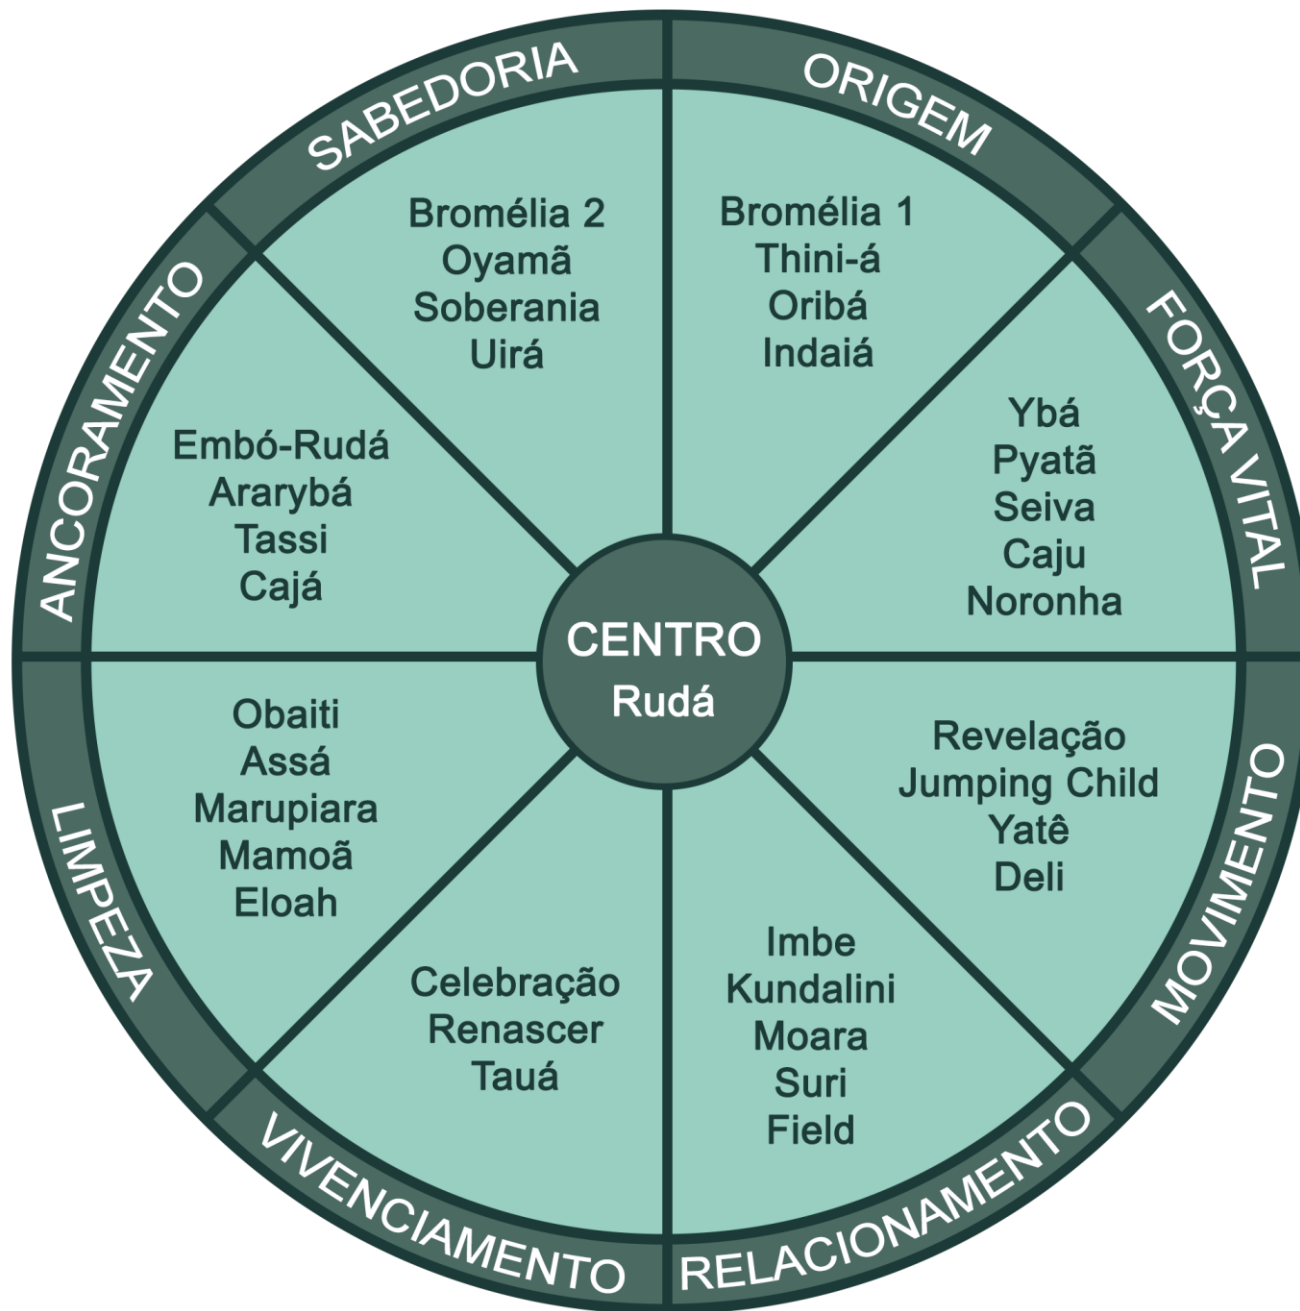 SABEDORIA
Bromélia 2
Oyamã
Soberania
Uirá
ORIGEM
Bromélia 1
Thini-á
Oribá
Indaiá
FORÇA VITAL
Ybá
Pyatã
Seiva
Caju
Noronha
MOVIMENTO
Revelação
Jumping Child
Yatê
Deli
RELACIONAMENTO
Imbe
Kundalini
Moara
Suri
Field
VIVENCIAMENTO
Celebração
Renascer
Tauá
LIMPEZA
Obaiti
Assá
Marupiara
Mamoã
Eloah
ANCORAMENTO
Embó-Rudá
Ararybá
Tassi
Cajá
CENTRO
Rudá